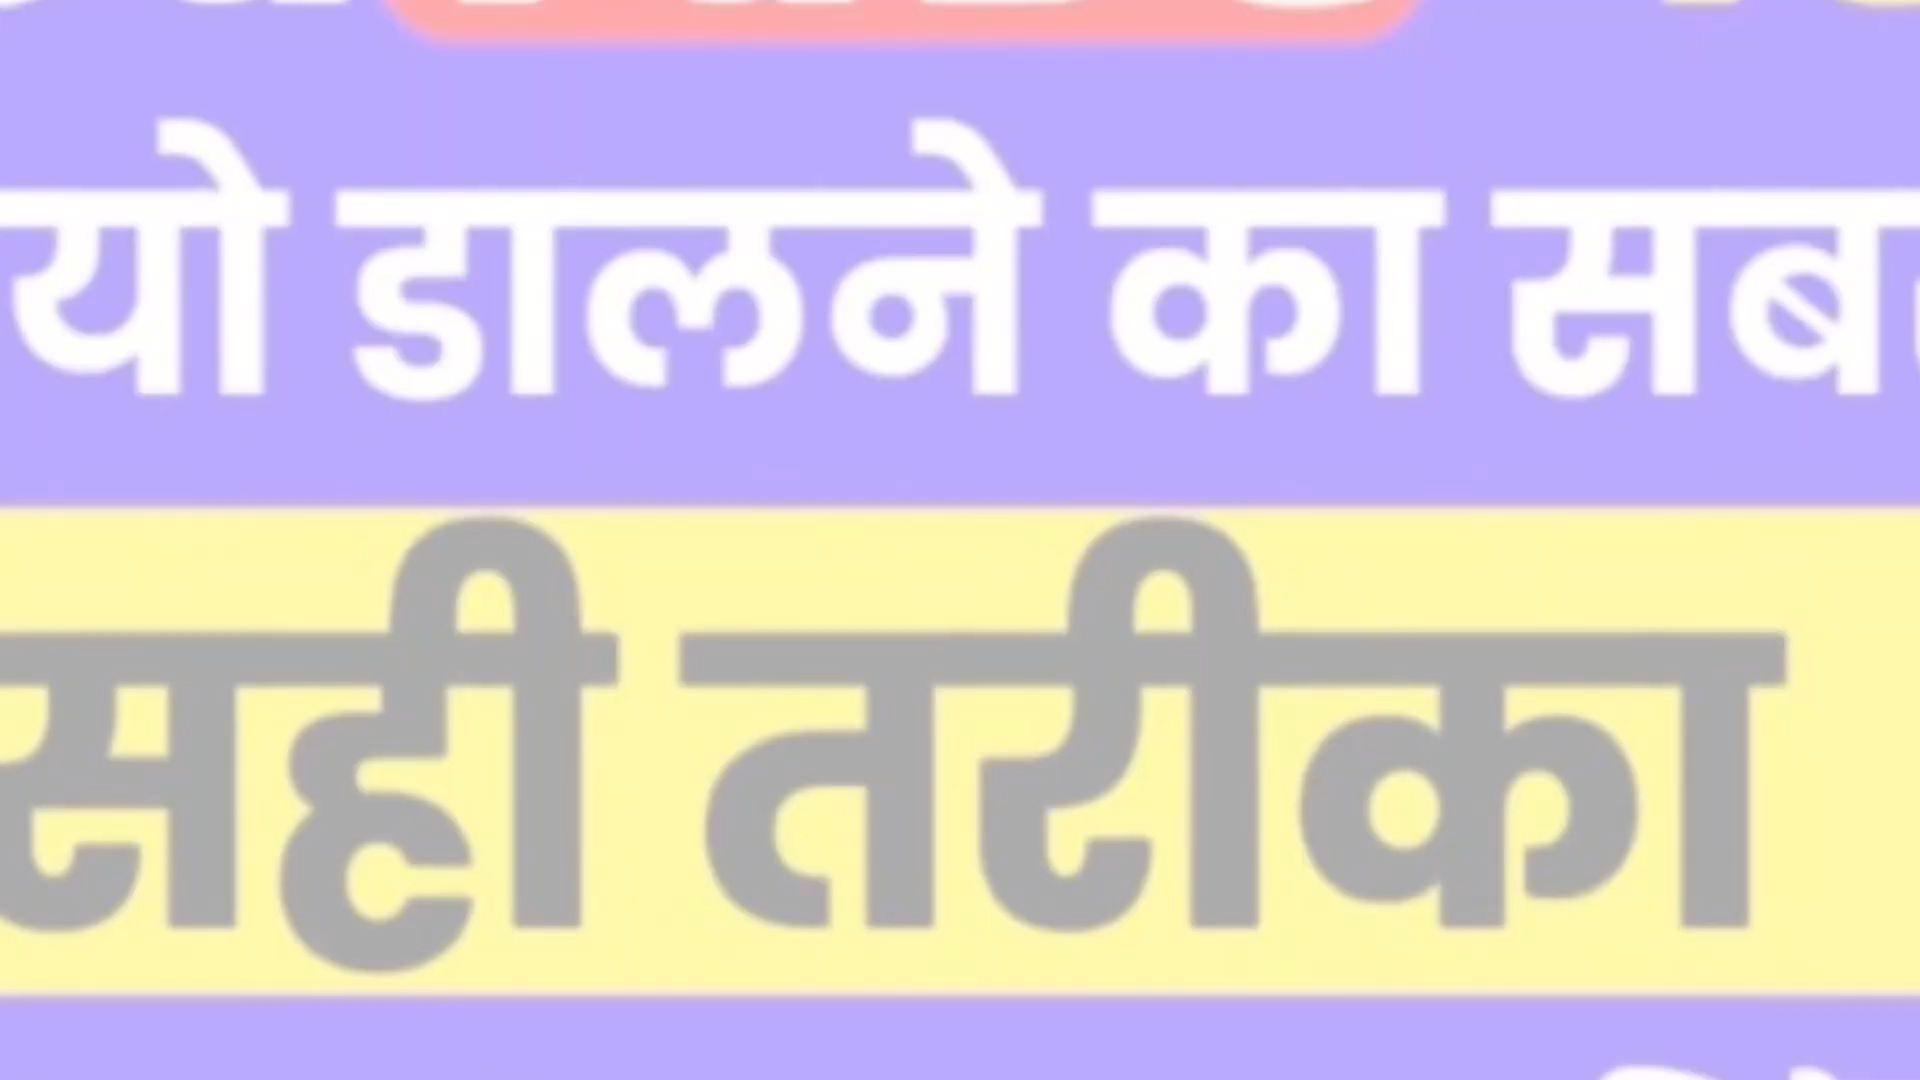 यो डालने का सब
सही तरीका